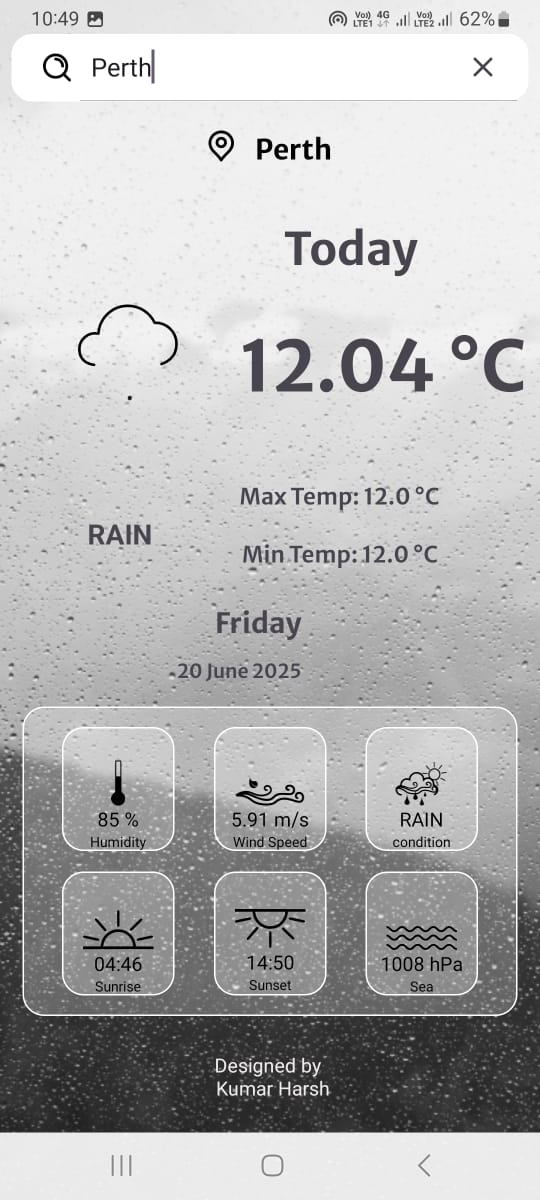 10:49 Vo) LTE1 4G Vo) LTE2 62%
Perth
Perth
Today
12.04 °C
Max Temp: 12.0 °C
RAIN
Min Temp: 12.0 °C
Friday
20 June 2025
85 %
Humidity
5.91 m/s
Wind Speed
RAIN
condition
04:46
Sunrise
14:50
Sunset
1008 hPa
Sea
Designed by
Kumar Harsh